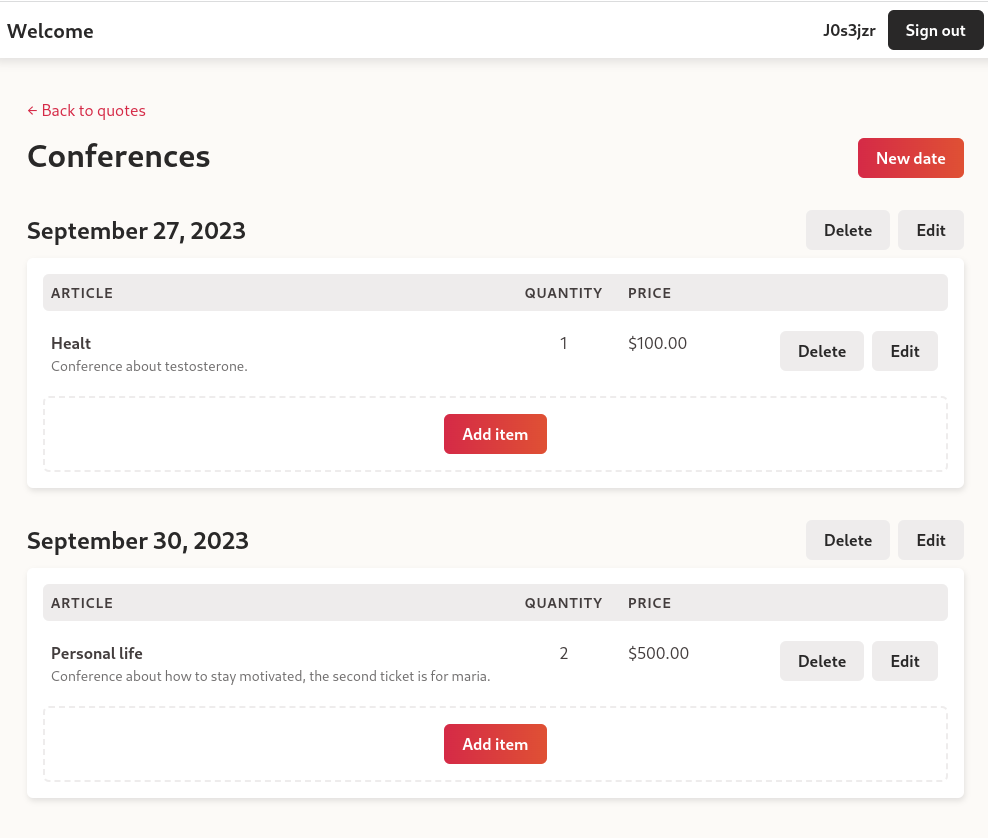 Welcome J0s3jzr Sign out
← Back to quotes
Conferences New date
September 27, 2023 Delete Edit
ARTICLE QUANTITY PRICE
Healt 1 $100.00 Delete Edit
Conference about testosterone.
Add item
September 30, 2023 Delete Edit
ARTICLE QUANTITY PRICE
Personal life 2 $500.00 Delete Edit
Conference about how to stay motivated, the second ticket is for maria.
Add item